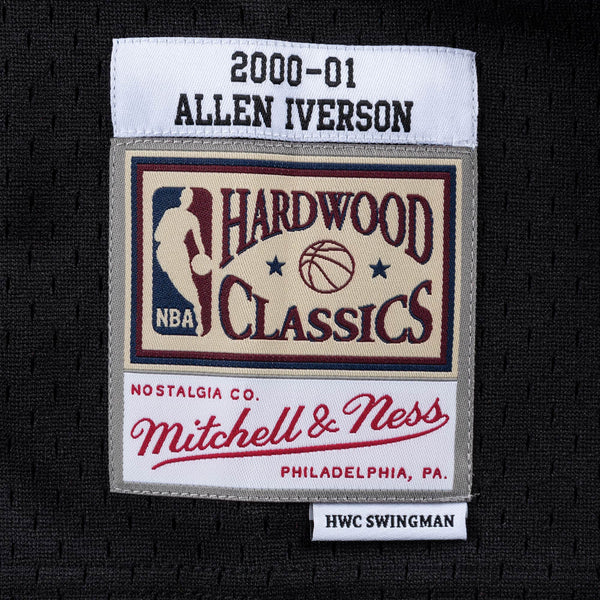 2000-01
ALLEN IVERSON
HARDWOOD
CLASSICS
NBA
NOSTALGIA CO.
Mitchell & Ness
PHILADELPHIA, PA.
HWC SWINGMAN